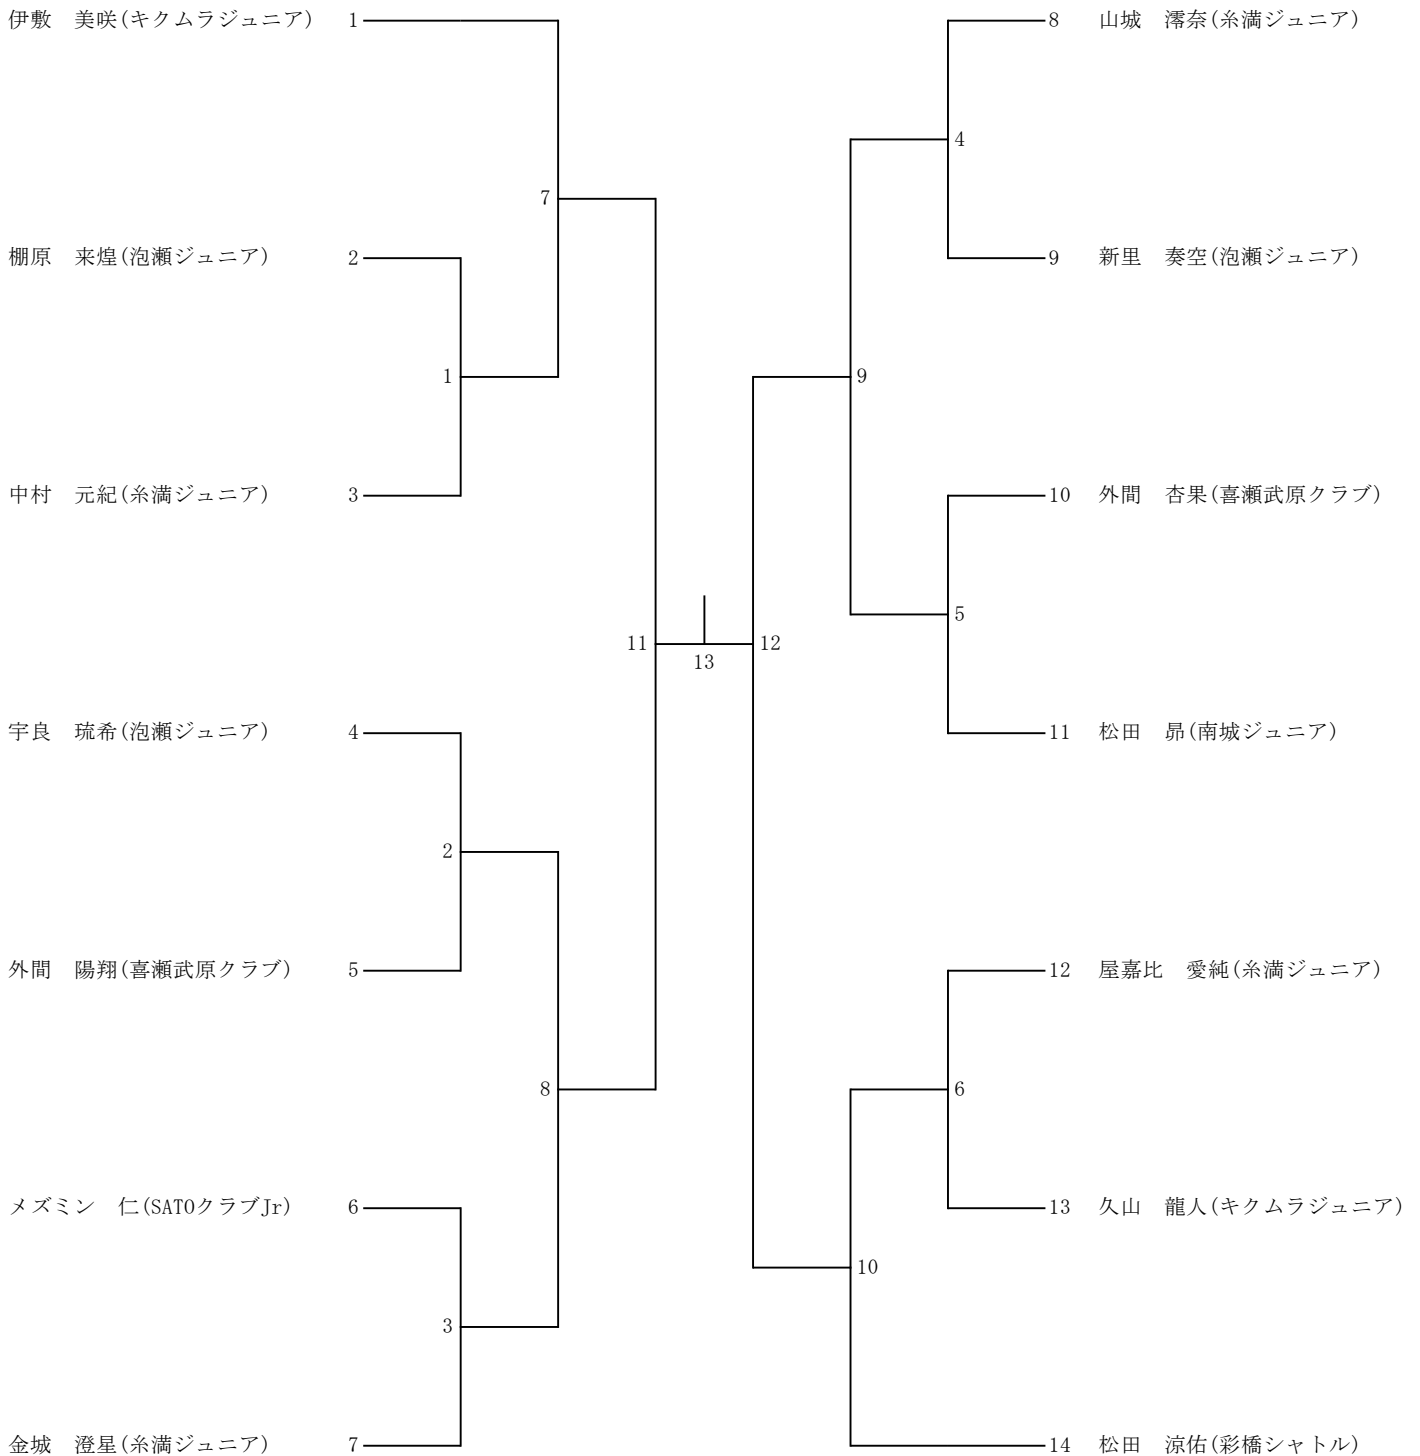 伊敷　美咲(キクムラジュニア)　1
8　山城　澪奈(糸満ジュニア)
4
7
棚原　来煌(泡瀬ジュニア)　2
9　新里　奏空(泡瀬ジュニア)
1
9
中村　元紀(糸満ジュニア)　3
10　外間　杏果(喜瀬武原クラブ)
5
11
12
13
宇良　琉希(泡瀬ジュニア)　4
11　松田　昴(南城ジュニア)
2
外間　陽翔(喜瀬武原クラブ)　5
12　屋嘉比　愛純(糸満ジュニア)
8
6
メズミン　仁(SATOクラブJr)　6
13　久山　龍人(キクムラジュニア)
10
3
金城　澄星(糸満ジュニア)　7
14　松田　涼佑(彩橋シャトル)